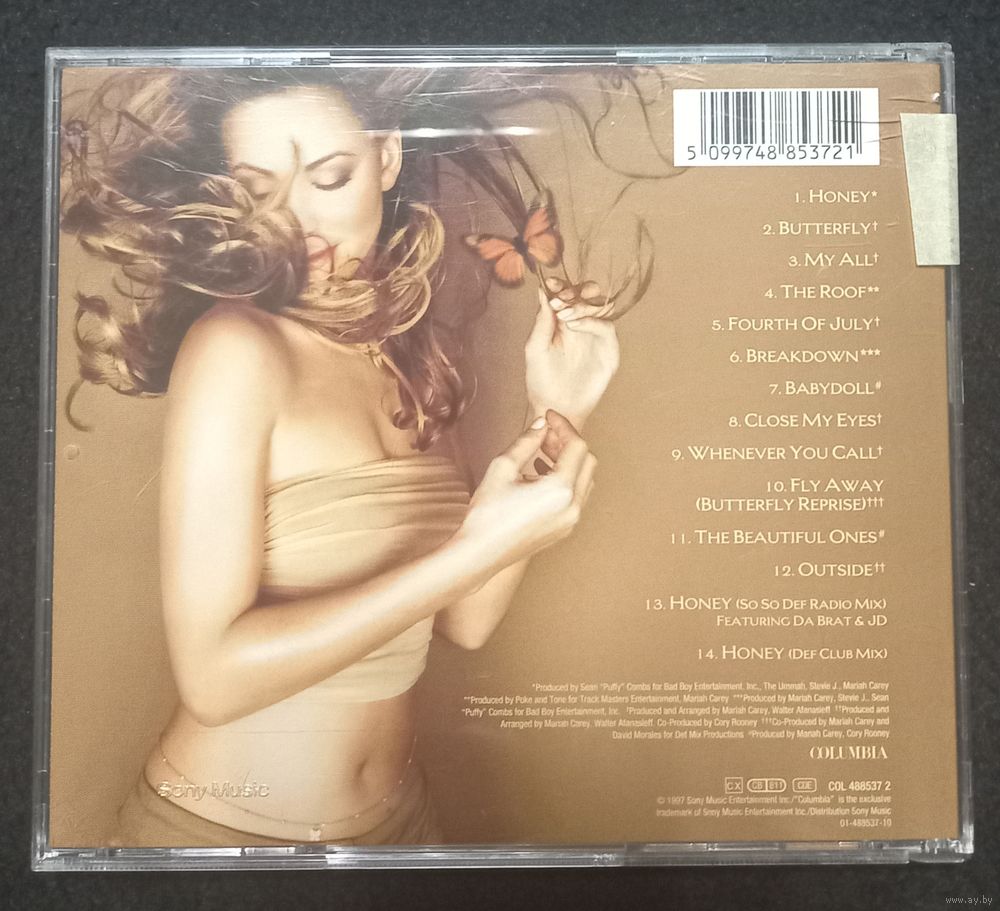 5 099748 853721
1. HONEY*
2. BUTTERFLY†
3. MY ALL†
4. THE ROOF**
5. FOURTH OF JULY†
6. BREAKDOWN***
7. BABYDOLL#
8. CLOSE MY EYES†
9. WHENEVER YOU CALL†
10. FLY AWAY
(BUTTERFLY REPRISE)†††
11. THE BEAUTIFUL ONES#
12. OUTSIDE††
13. HONEY (SO SO DEF RADIO MIX)
FEATURING DA BRAT & JD
14. HONEY (DEF CLUB MIX)
*Produced by Sean "Puffy" Combs for Bad Boy Entertainment, Inc., The Ummah, Stevie J., Mariah Carey
**Produced by Poke and Tone for Track Masters Entertainment, Mariah Carey ***Produced by Mariah Carey, Stevie J., Sean
"Puffy" Combs for Bad Boy Entertainment, Inc. †Produced and Arranged by Mariah Carey, Walter Afanasieff ††Produced and
Arranged by Mariah Carey, Walter Afanasieff. Co-Produced by Cory Rooney †††Co-Produced by Mariah Carey and
David Morales for Def Mix Productions #Produced by Mariah Carey, Cory Rooney
COLUMBIA
Sony Music
CX CB 811 CDE COL 488537 2
© 1997 Sony Music Entertainment Inc./"Columbia" is the exclusive
trademark of Sony Music Entertainment Inc./Distribution Sony Music
01-488537-10
www.ay.by